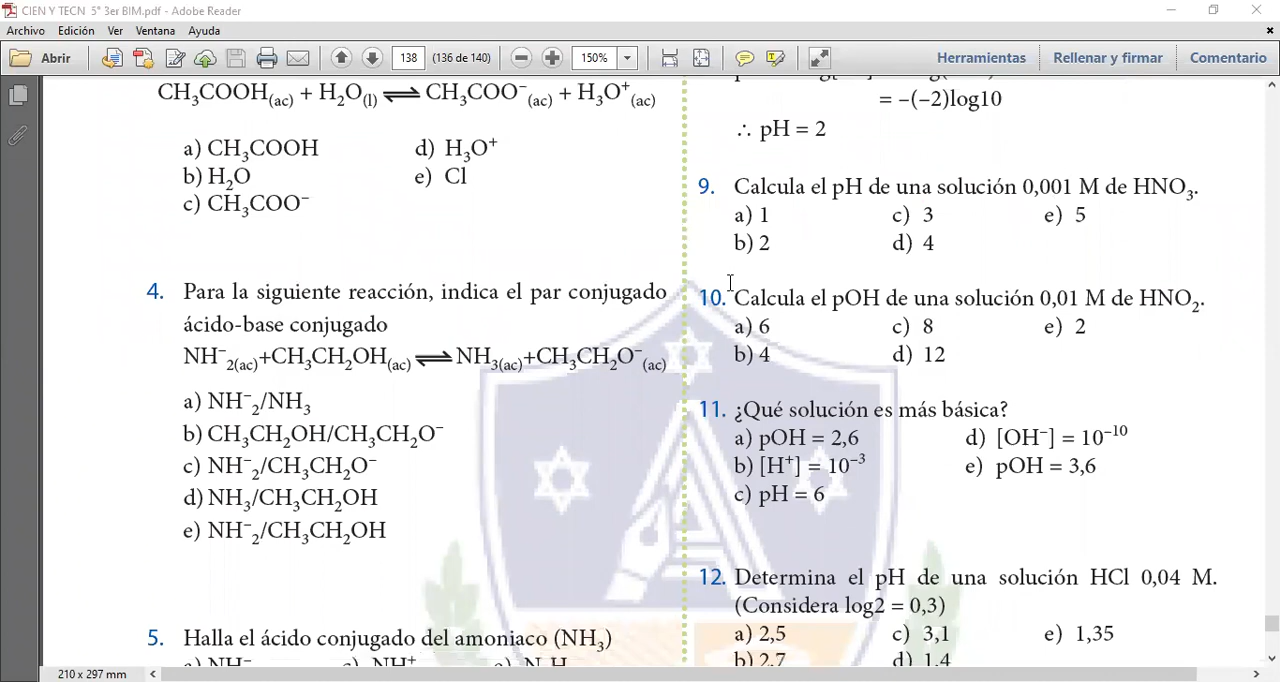 CIEN Y TECN 5° 3er BIM.pdf - Adobe Reader
Archivo Edición Ver Ventana Ayuda
Abrir 138 (136 de 140) 150% Herramientas Rellenar y firmar Comentario
CH₃COOH(ac) + H₂O(l) ⇌ CH₃COO⁻(ac) + H₃O⁺(ac)
a) CH₃COOH d) H₃O⁺
b) H₂O e) Cl
c) CH₃COO⁻
4. Para la siguiente reacción, indica el par conjugado
ácido-base conjugado
NH⁻2(ac)+CH₃CH₂OH(ac) ⇌ NH3(ac)+CH₃CH₂O⁻(ac)
a) NH⁻₂/NH₃
b) CH₃CH₂OH/CH₃CH₂O⁻
c) NH⁻₂/CH₃CH₂O⁻
d) NH₃/CH₃CH₂OH
e) NH⁻₂/CH₃CH₂OH
5. Halla el ácido conjugado del amoniaco (NH₃)
= –(–2)log10
∴ pH = 2
9. Calcula el pH de una solución 0,001 M de HNO₃.
a) 1 c) 3 e) 5
b) 2 d) 4
10. Calcula el pOH de una solución 0,01 M de HNO₂.
a) 6 c) 8 e) 2
b) 4 d) 12
11. ¿Qué solución es más básica?
a) pOH = 2,6 d) [OH⁻] = 10⁻¹⁰
b) [H⁺] = 10⁻³ e) pOH = 3,6
c) pH = 6
12. Determina el pH de una solución HCl 0,04 M.
(Considera log2 = 0,3)
a) 2,5 c) 3,1 e) 1,35
b) 2,7 d) 1,4
210 x 297 mm